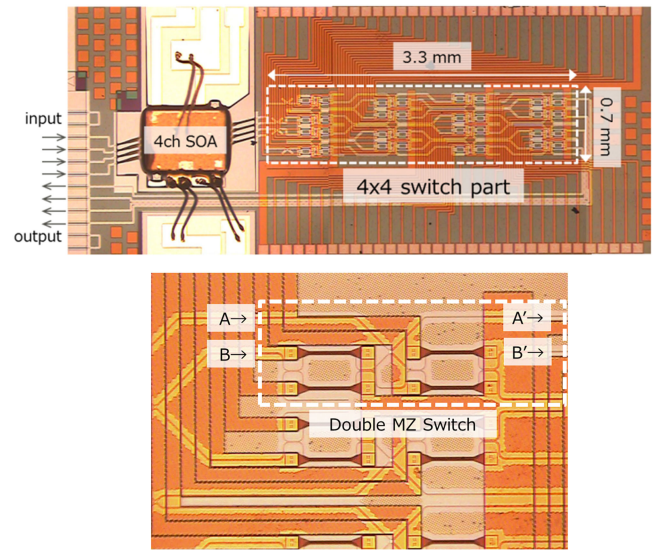 3.3 mm
input
4ch SOA
0.7 mm
4x4 switch part
output
A→
A′→
B→
B′→
Double MZ Switch